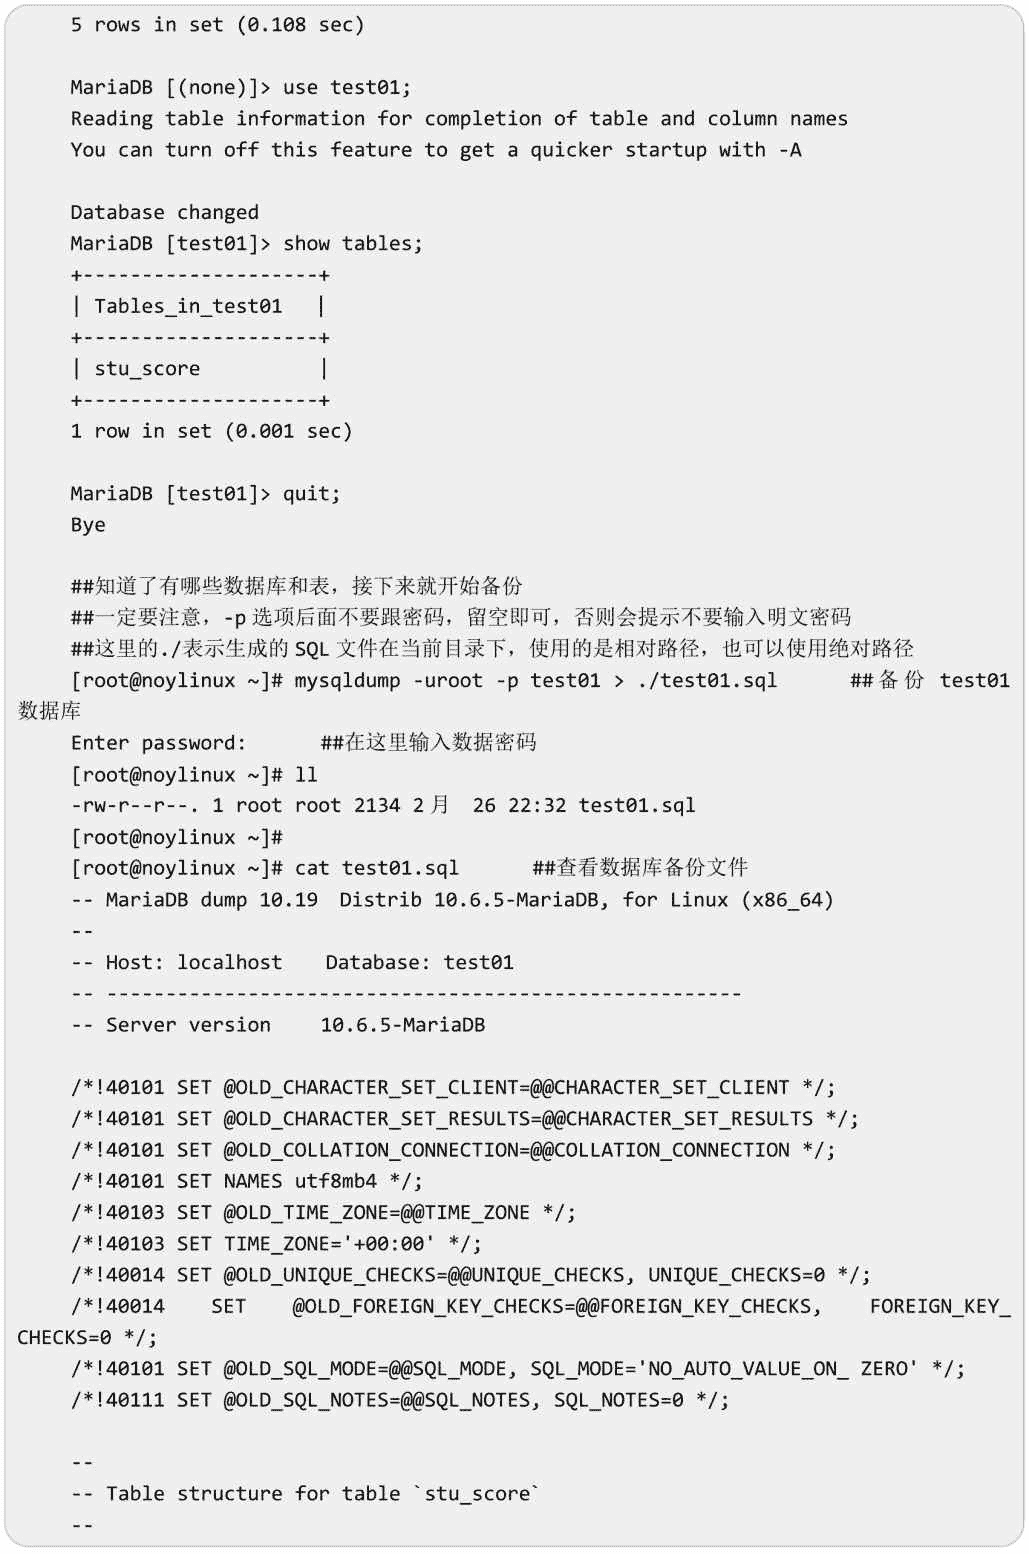 5 rows in set (0.108 sec)
MariaDB [(none)]> use test01;
Reading table information for completion of table and column names
You can turn off this feature to get a quicker startup with -A
Database changed
MariaDB [test01]> show tables;
+--------------------+
| Tables_in_test01   |
+--------------------+
| stu_score          |
+--------------------+
1 row in set (0.001 sec)
MariaDB [test01]> quit;
Bye
##知道了有哪些数据库和表，接下来就开始备份
##一定要注意，-p 选项后面不要跟密码，留空即可，否则会提示不要输入明文密码
##这里的./表示生成的 SQL 文件在当前目录下，使用的是相对路径，也可以使用绝对路径
[root@noylinux ~]# mysqldump -uroot -p test01 > ./test01.sql      ##备份 test01
数据库
Enter password:      ##在这里输入数据密码
[root@noylinux ~]# ll
-rw-r--r--. 1 root root 2134 2月  26 22:32 test01.sql
[root@noylinux ~]#
[root@noylinux ~]# cat test01.sql      ##查看数据库备份文件
-- MariaDB dump 10.19  Distrib 10.6.5-MariaDB, for Linux (x86_64)
--
-- Host: localhost    Database: test01
-- ------------------------------------------------------
-- Server version    10.6.5-MariaDB
/*!40101 SET @OLD_CHARACTER_SET_CLIENT=@@CHARACTER_SET_CLIENT */;
/*!40101 SET @OLD_CHARACTER_SET_RESULTS=@@CHARACTER_SET_RESULTS */;
/*!40101 SET @OLD_COLLATION_CONNECTION=@@COLLATION_CONNECTION */;
/*!40101 SET NAMES utf8mb4 */;
/*!40103 SET @OLD_TIME_ZONE=@@TIME_ZONE */;
/*!40103 SET TIME_ZONE='+00:00' */;
/*!40014 SET @OLD_UNIQUE_CHECKS=@@UNIQUE_CHECKS, UNIQUE_CHECKS=0 */;
/*!40014 SET @OLD_FOREIGN_KEY_CHECKS=@@FOREIGN_KEY_CHECKS, FOREIGN_KEY_
CHECKS=0 */;
/*!40101 SET @OLD_SQL_MODE=@@SQL_MODE, SQL_MODE='NO_AUTO_VALUE_ON_ ZERO' */;
/*!40111 SET @OLD_SQL_NOTES=@@SQL_NOTES, SQL_NOTES=0 */;
--
-- Table structure for table `stu_score`
--